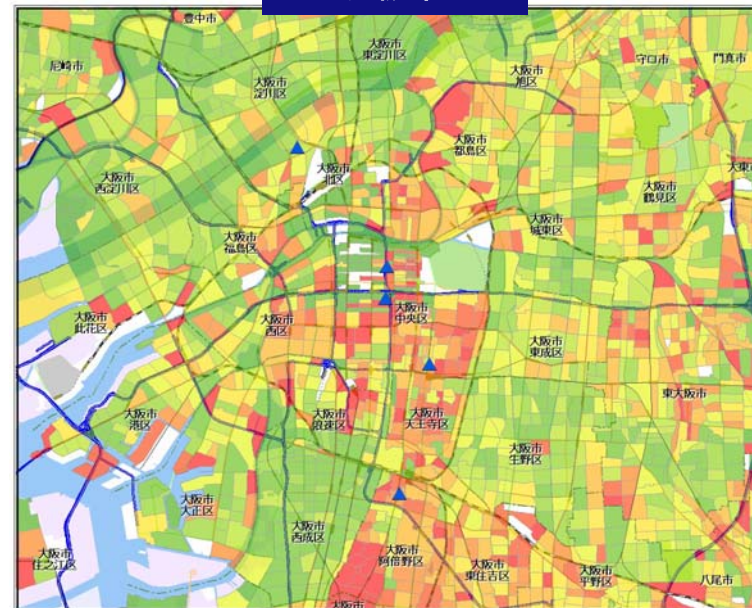 豊中市
尼崎市
大阪市
東淀川区
大阪市
淀川区
大阪市
旭区
守口市
門真市
大阪市
都島区
大阪市
北区
大阪市
西淀川区
大阪市
鶴見区
大東市
大阪市
城東区
大阪市
福島区
大阪市
此花区
大阪市
西区
大阪市
中央区
大阪市
東成区
東大阪市
大阪市
港区
大阪市
浪速区
大阪市
天王寺区
大阪市
生野区
大阪市
大正区
大阪市
西成区
大阪市
住之江区
大阪市
阿倍野区
大阪市
東住吉区
大阪市
平野区
八尾市
大阪市